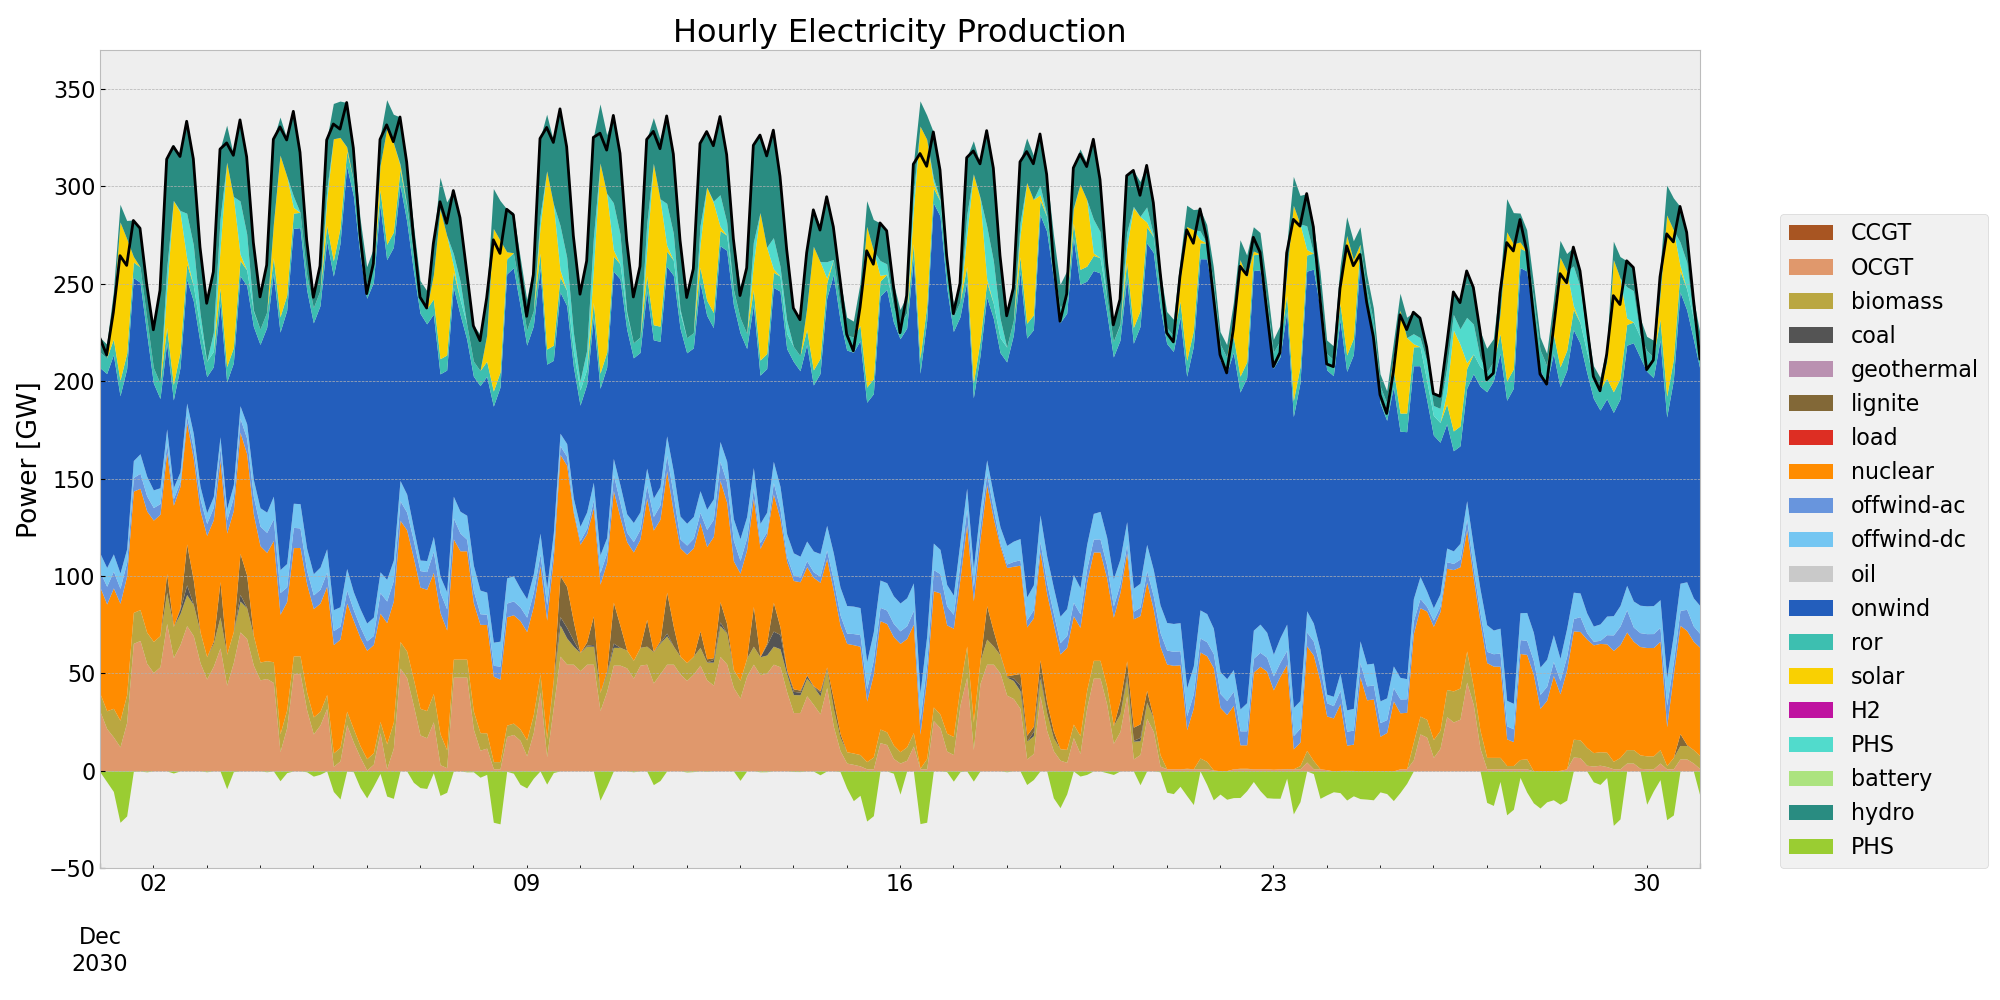 Hourly Electricity Production
Power [GW]
350
300
250
200
150
100
50
0
−50
02
09
16
23
30
Dec
2030
CCGT
OCGT
biomass
coal
geothermal
lignite
load
nuclear
offwind-ac
offwind-dc
oil
onwind
ror
solar
H2
PHS
battery
hydro
PHS